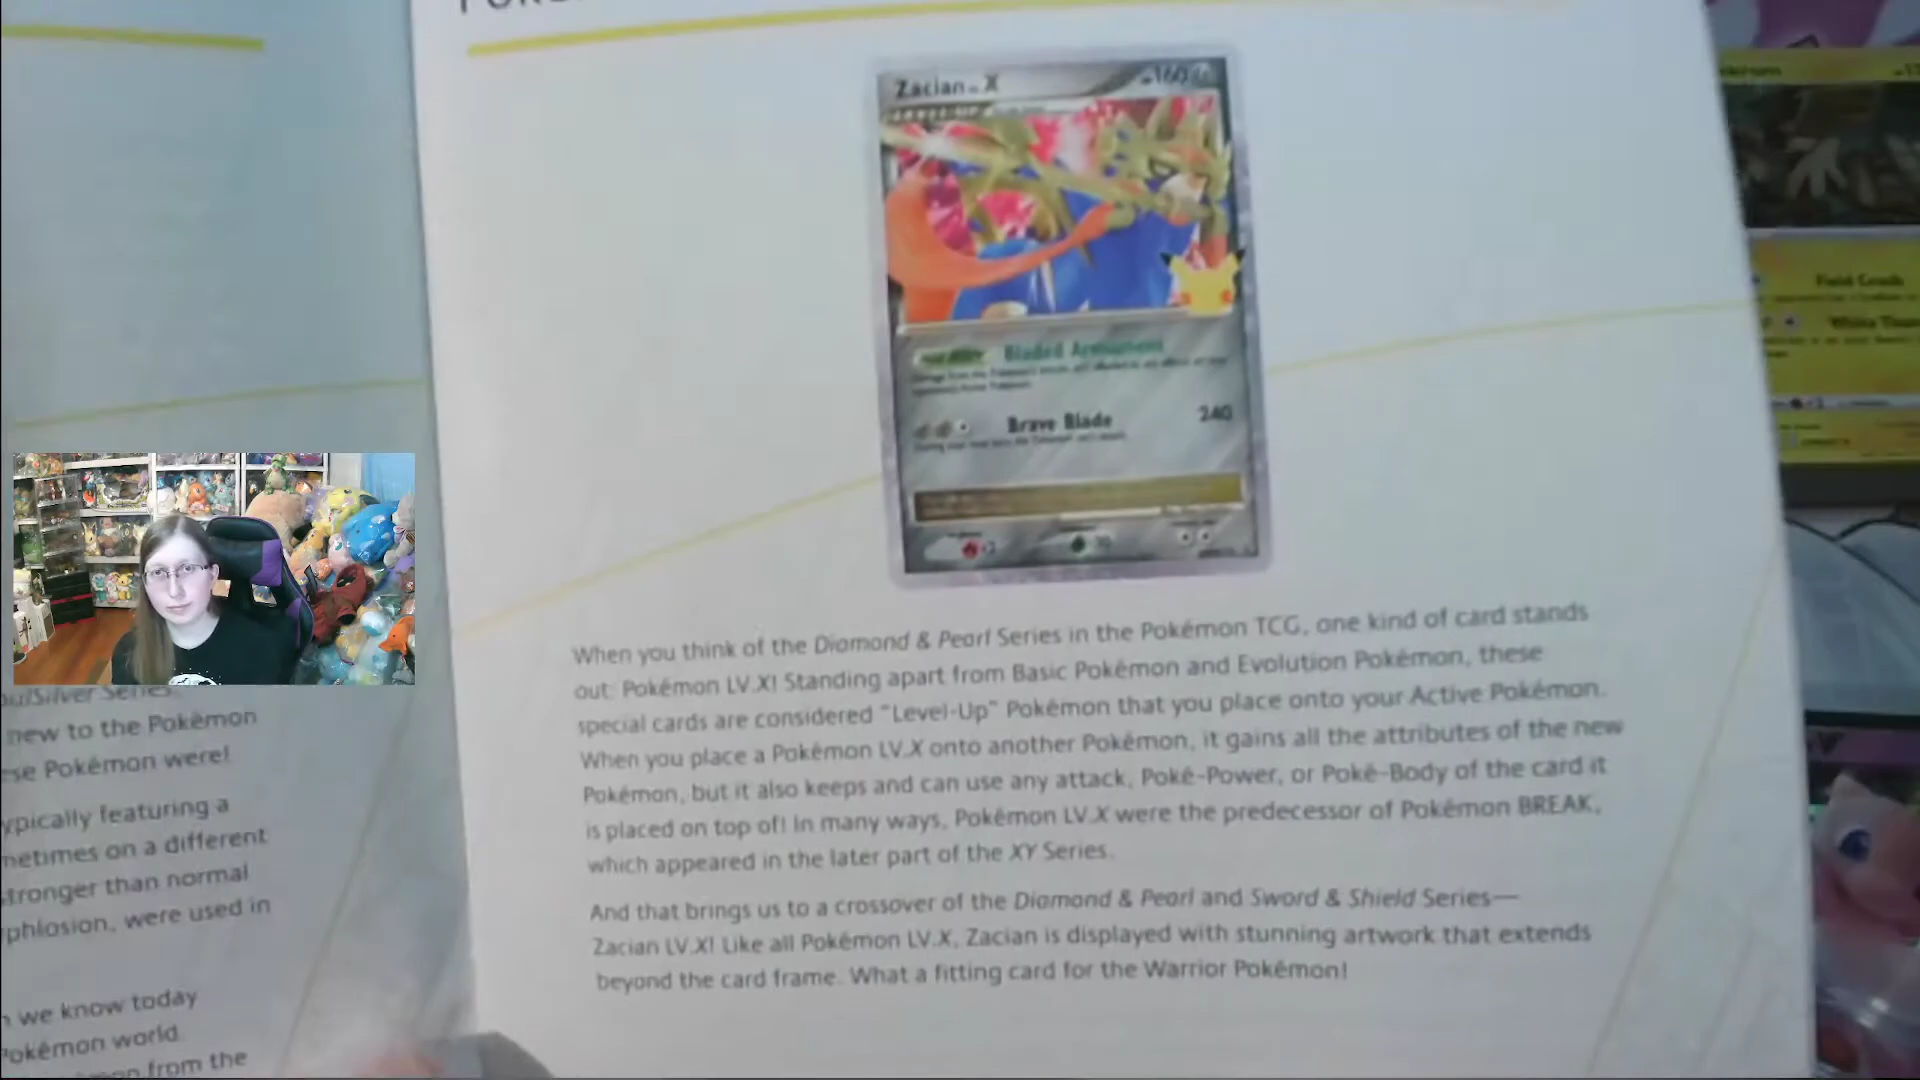 Zacian LV.X 160
LEVEL-UP
Bladed Armament
Brave Blade 240
When you think of the Diamond & Pearl Series in the Pokémon TCG, one kind of card stands
out: Pokémon LV.X! Standing apart from Basic Pokémon and Evolution Pokémon, these
special cards are considered "Level-Up" Pokémon that you place onto your Active Pokémon.
When you place a Pokémon LV.X onto another Pokémon, it gains all the attributes of the new
Pokémon, but it also keeps and can use any attack, Poké-Power, or Poké-Body of the card it
is placed on top of! In many ways, Pokémon LV.X were the predecessor of Pokémon BREAK,
which appeared in the later part of the XY Series.
And that brings us to a crossover of the Diamond & Pearl and Sword & Shield Series—
Zacian LV.X! Like all Pokémon LV.X, Zacian is displayed with stunning artwork that extends
beyond the card frame. What a fitting card for the Warrior Pokémon!
oulSilver Series
new to the Pokémon
se Pokémon were!
ypically featuring a
metimes on a different
stronger than normal
phlosion, were used in
we know today
Pokémon world.
from the
Field Crush